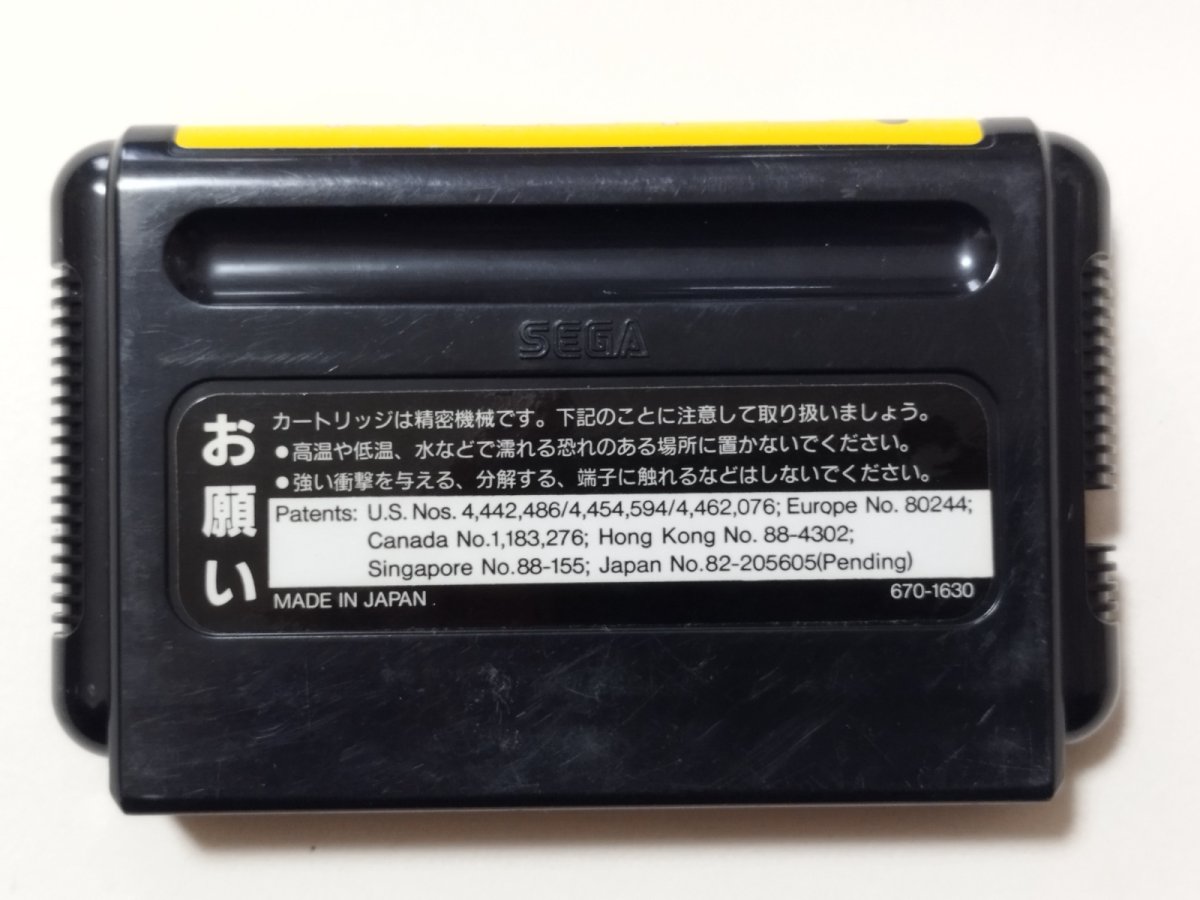 SEGA
お願い
カートリッジは精密機械です。下記のことに注意して取り扱いましょう。
●高温や低温、水などで濡れる恐れのある場所に置かないでください。
●強い衝撃を与える、分解する、端子に触れるなどはしないでください。
Patents: U.S. Nos. 4,442,486/4,454,594/4,462,076; Europe No. 80244;
Canada No.1,183,276; Hong Kong No. 88-4302;
Singapore No.88-155; Japan No.82-205605(Pending)
MADE IN JAPAN 670-1630